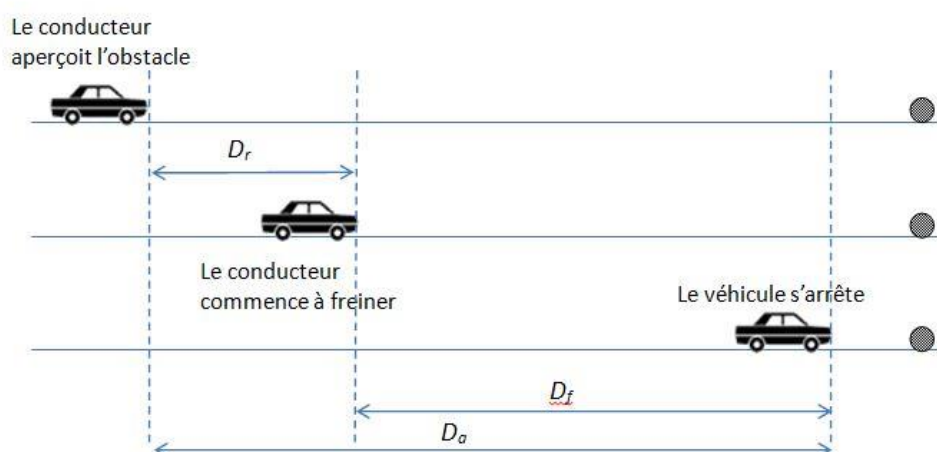 Le conducteur
aperçoit l'obstacle
Dr
Le conducteur
commence à freiner
Le véhicule s'arrête
Df
Da